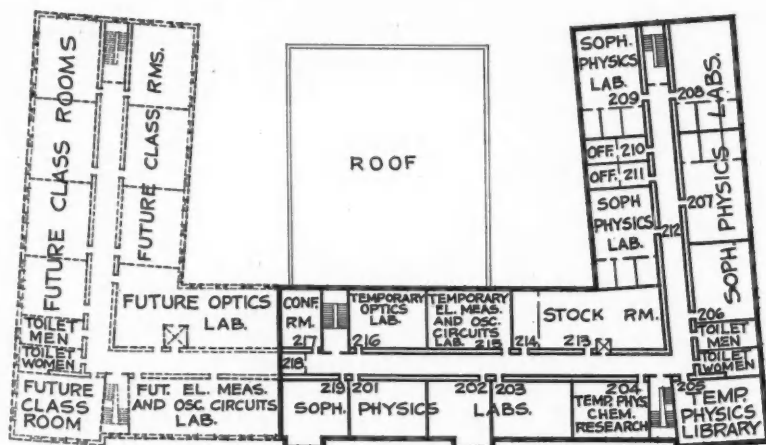 FUTURE CLASS ROOMS
FUTURE CLASS RMS.
TOILET
MEN
TOILET
WOMEN
FUTURE
CLASS
ROOM
FUTURE OPTICS
LAB.
FUT. EL. MEAS.
AND OSC. CIRCUITS
LAB.
ROOF
CONF.
RM.
217
218
216
TEMPORARY
OPTICS
LAB.
TEMPORARY
EL. MEAS.
AND OSC.
CIRCUITS
LAB. 215
214
STOCK RM.
213
219
201
202
203
204
205
SOPH. PHYSICS LABS.
TEMP. PHYS.
CHEM.
RESEARCH
TEMP.
PHYSICS
LIBRARY
SOPH.
PHYSICS
LAB.
209
208
OFF. 210
OFF. 211
SOPH
PHYSICS
LAB.
212
207
SOPH. PHYSICS LABS.
206
TOILET
MEN
TOILET
WOMEN